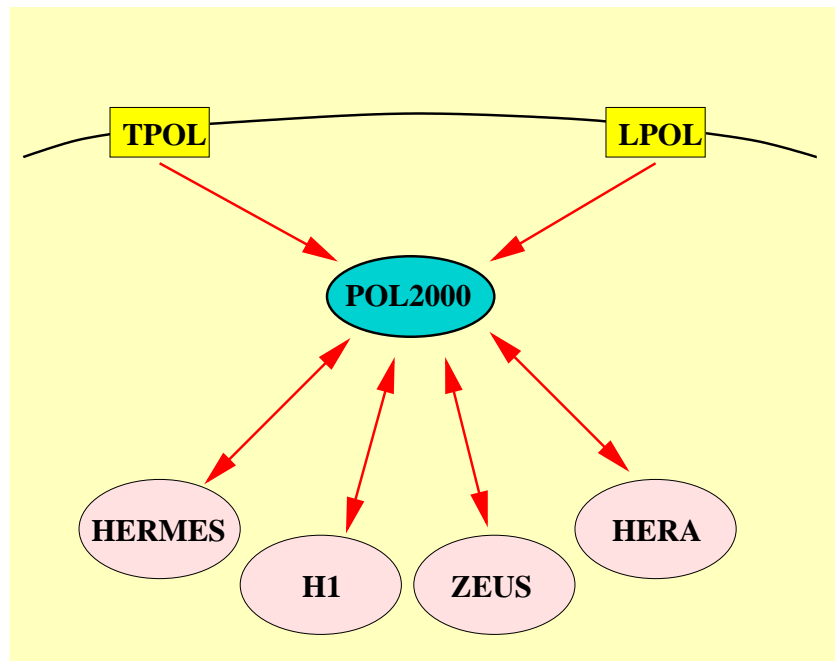 TPOL
LPOL
POL2000
HERMES
HERA
H1
ZEUS